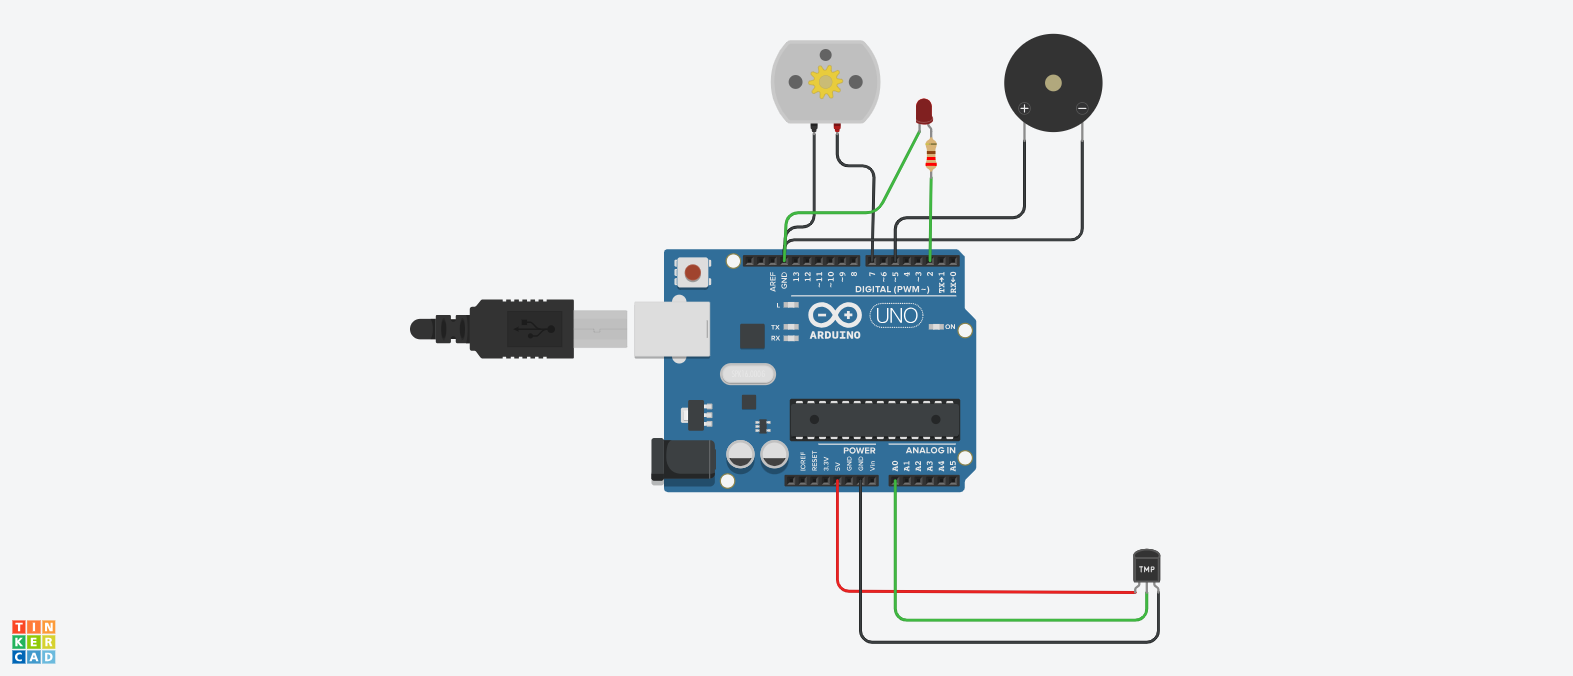 + −
AREF
GND
13
12
~11
~10
~9
8
7
~6
~5
4
~3
2
TX→1
RX←0
DIGITAL (PWM~)
L
TX
RX
UNO
ON
ARDUINO
POWER
ANALOG IN
IOREF
RESET
3.3V
5V
GND
GND
Vin
A0
A1
A2
A3
A4
A5
TMP
TIN
KER
CAD